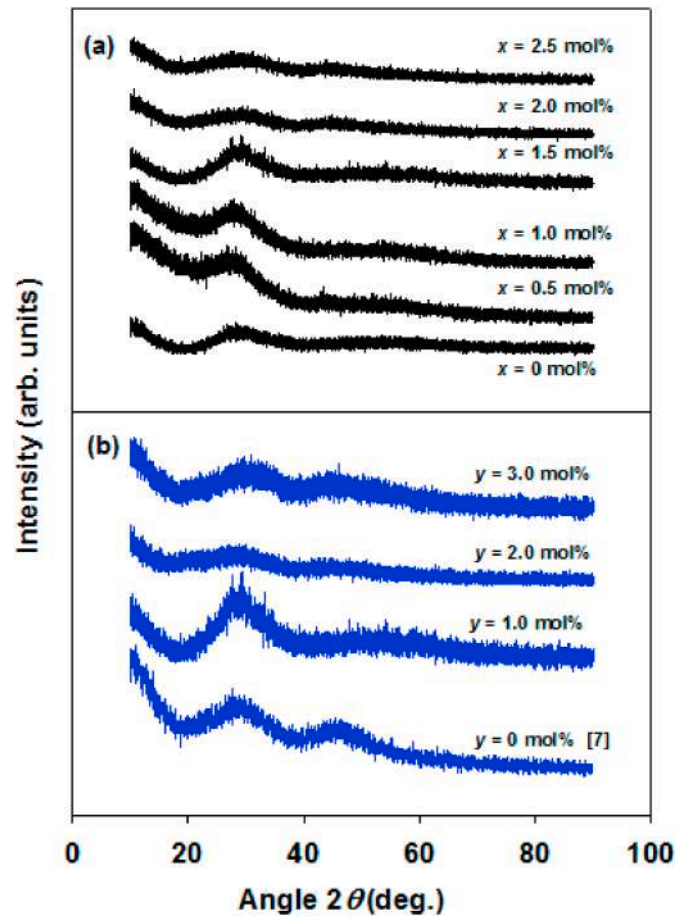 (a)
x = 2.5 mol%
x = 2.0 mol%
x = 1.5 mol%
x = 1.0 mol%
x = 0.5 mol%
x = 0 mol%
Intensity (arb. units)
(b)
y = 3.0 mol%
y = 2.0 mol%
y = 1.0 mol%
y = 0 mol% [7]
0 20 40 60 80 100
Angle 2θ(deg.)